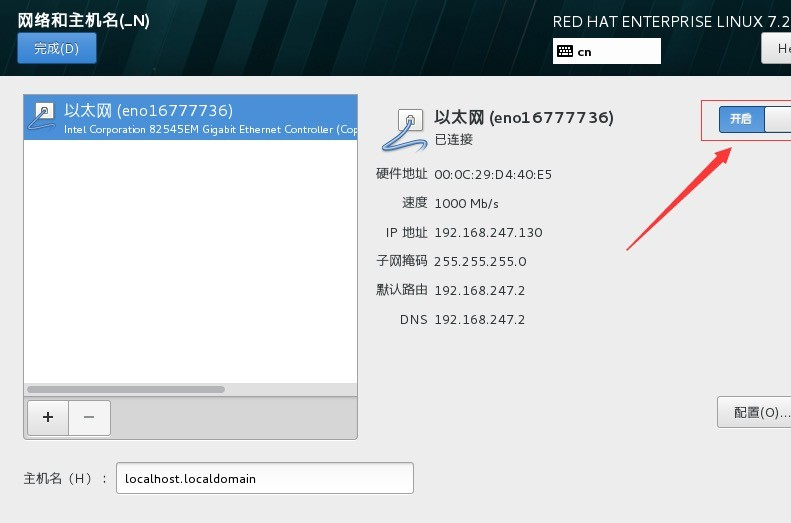 网络和主机名(_N)
RED HAT ENTERPRISE LINUX 7.2
完成(D)
cn
He
以太网 (eno16777736)
Intel Corporation 82545EM Gigabit Ethernet Controller (Cop
以太网 (eno16777736)
已连接
开启
硬件地址 00:0C:29:D4:40:E5
速度 1000 Mb/s
IP 地址 192.168.247.130
子网掩码 255.255.255.0
默认路由 192.168.247.2
DNS 192.168.247.2
+ −
配置(O)...
主机名（H）： localhost.localdomain